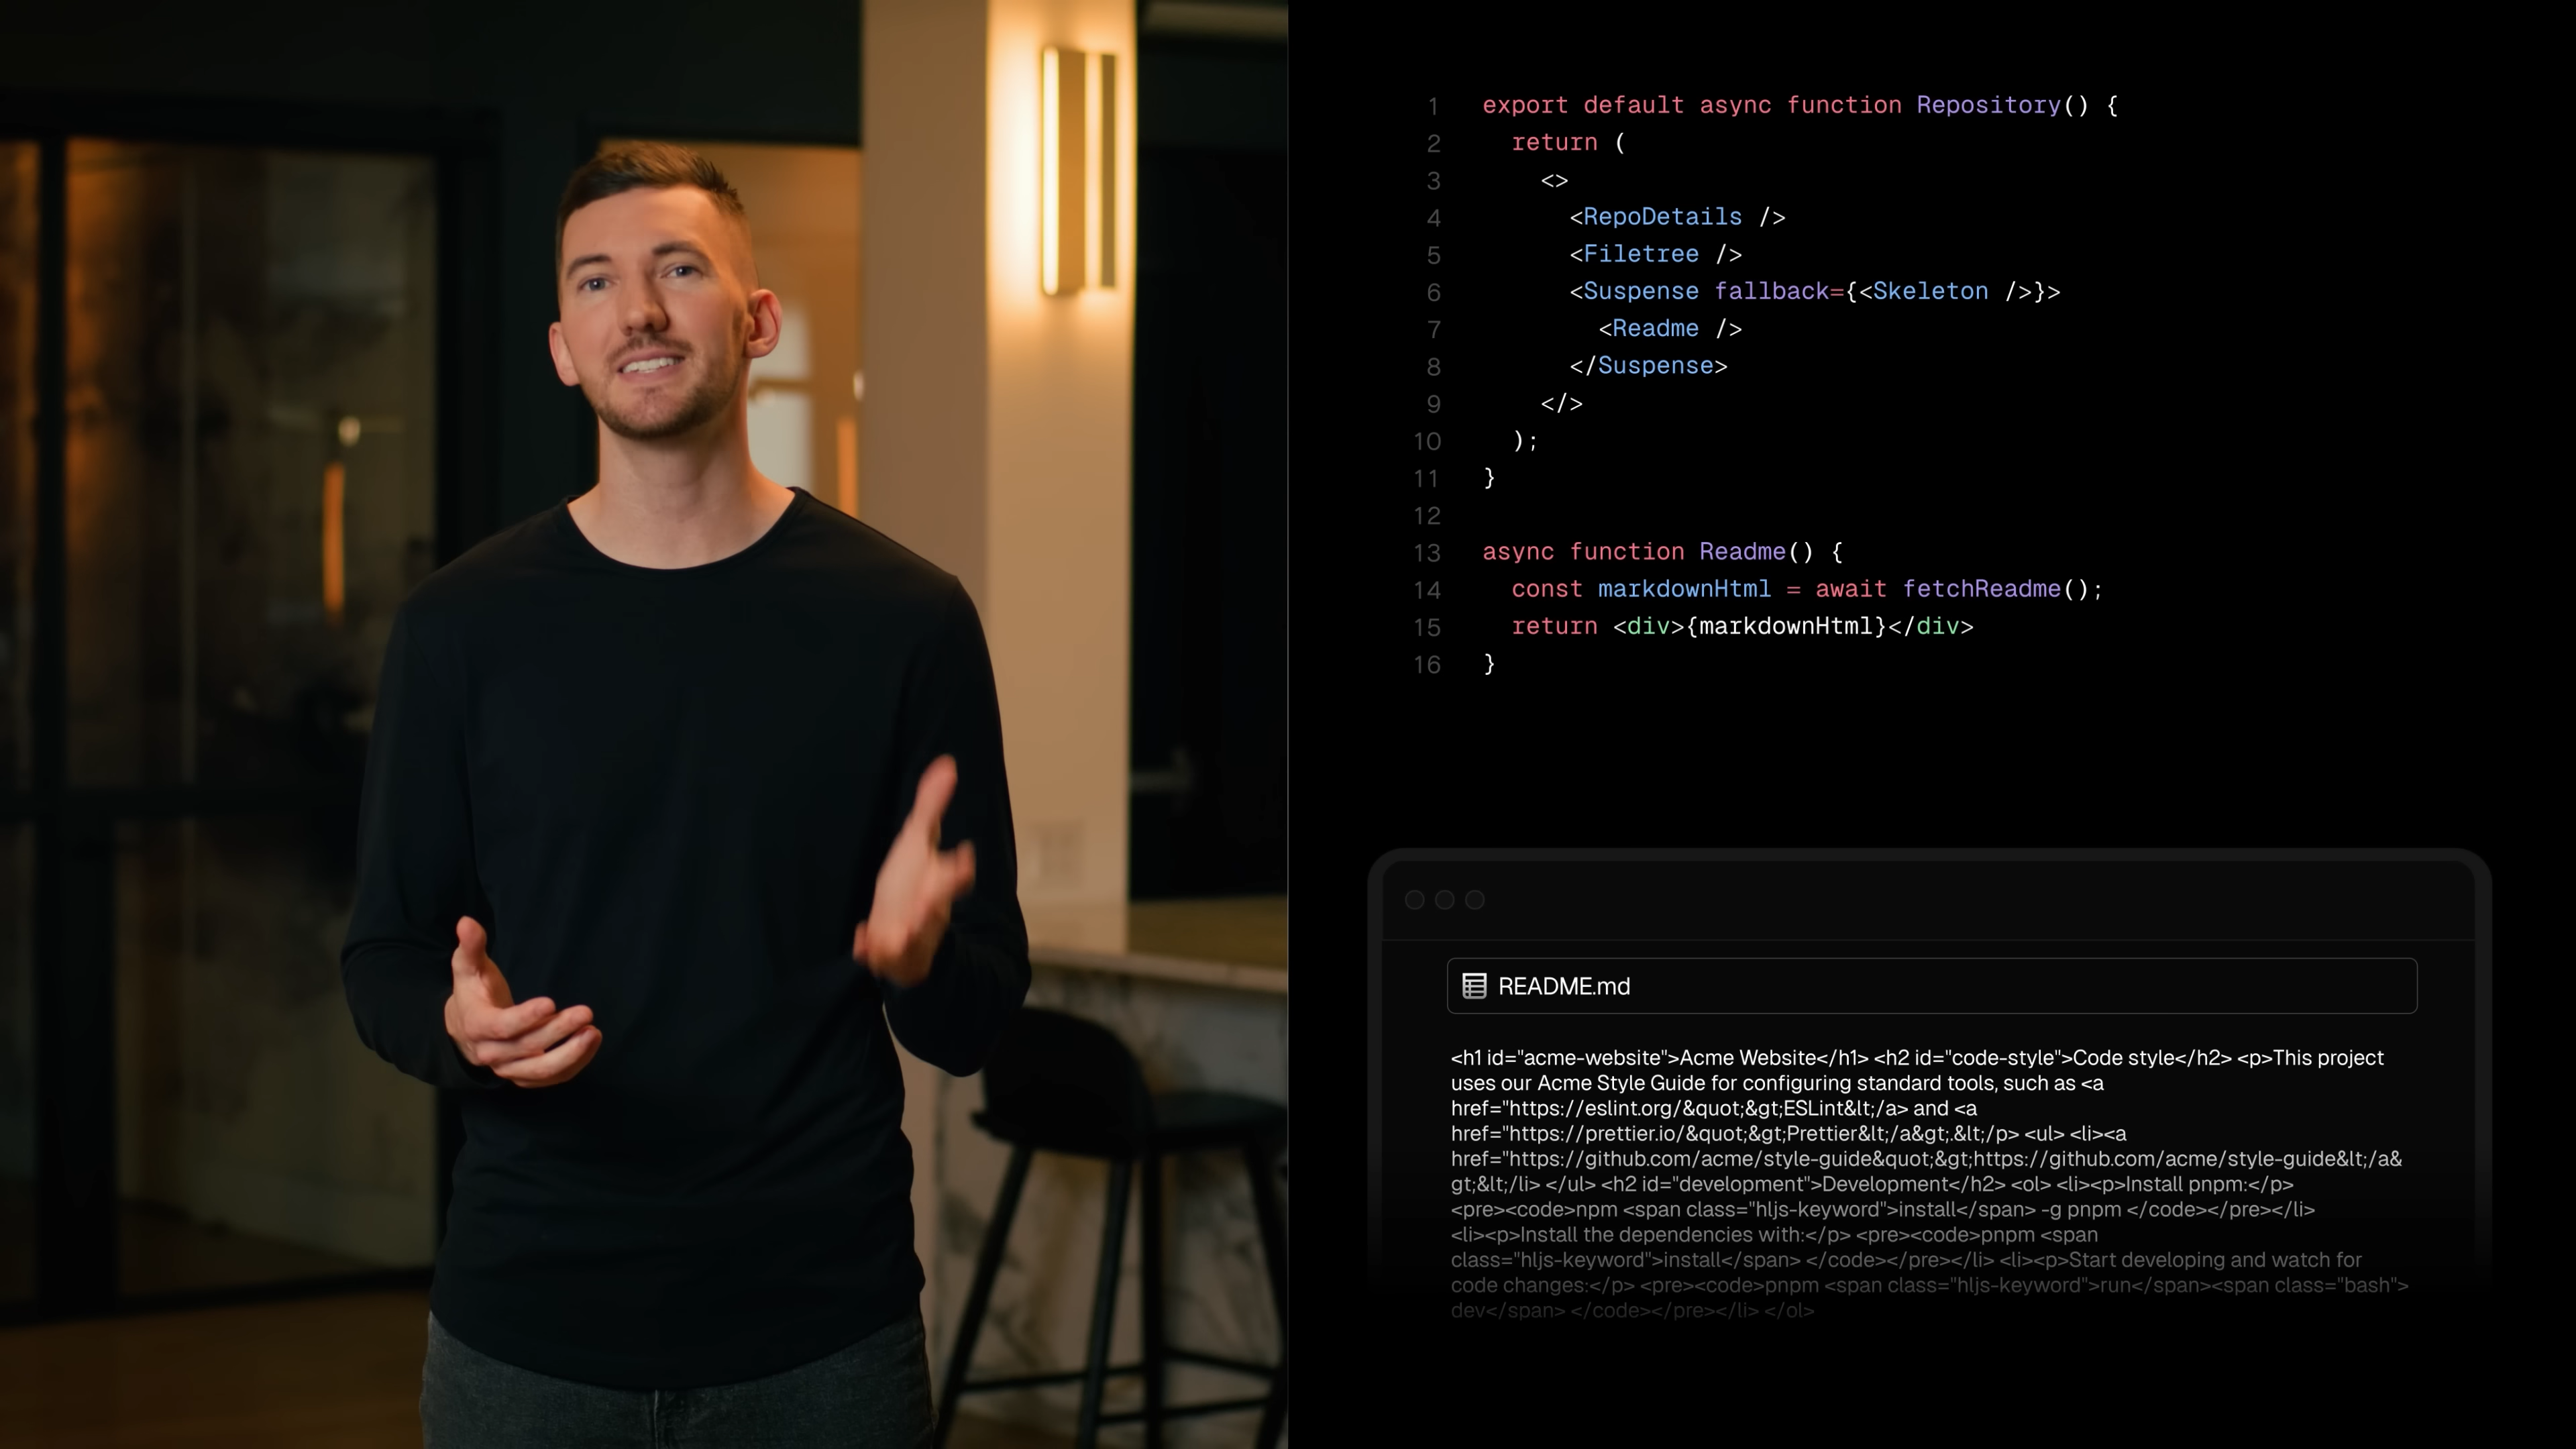 1 export default async function Repository() {
2 return (
3 <>
4 <RepoDetails />
5 <Filetree />
6 <Suspense fallback={<Skeleton />}>
7 <Readme />
8 </Suspense>
9 </>
10 );
11 }
12
13 async function Readme() {
14 const markdownHtml = await fetchReadme();
15 return <div>{markdownHtml}</div>
16 }
README.md
<h1 id="acme-website">Acme Website</h1> <h2 id="code-style">Code style</h2> <p>This project
uses our Acme Style Guide for configuring standard tools, such as <a
href="https://eslint.org/&quot;&gt;ESLint&lt;/a> and <a
href="https://prettier.io/&quot;&gt;Prettier&lt;/a&gt;.&lt;/p> <ul> <li><a
href="https://github.com/acme/style-guide&quot;&gt;https://github.com/acme/style-guide&lt;/a&
gt;&lt;/li> </ul> <h2 id="development">Development</h2> <ol> <li><p>Install pnpm:</p>
<pre><code>npm <span class="hljs-keyword">install</span> -g pnpm </code></pre></li>
<li><p>Install the dependencies with:</p> <pre><code>pnpm <span
class="hljs-keyword">install</span> </code></pre></li> <li><p>Start developing and watch for
code changes:</p> <pre><code>pnpm <span class="hljs-keyword">run</span><span class="bash">
dev</span> </code></pre></li> </ol>